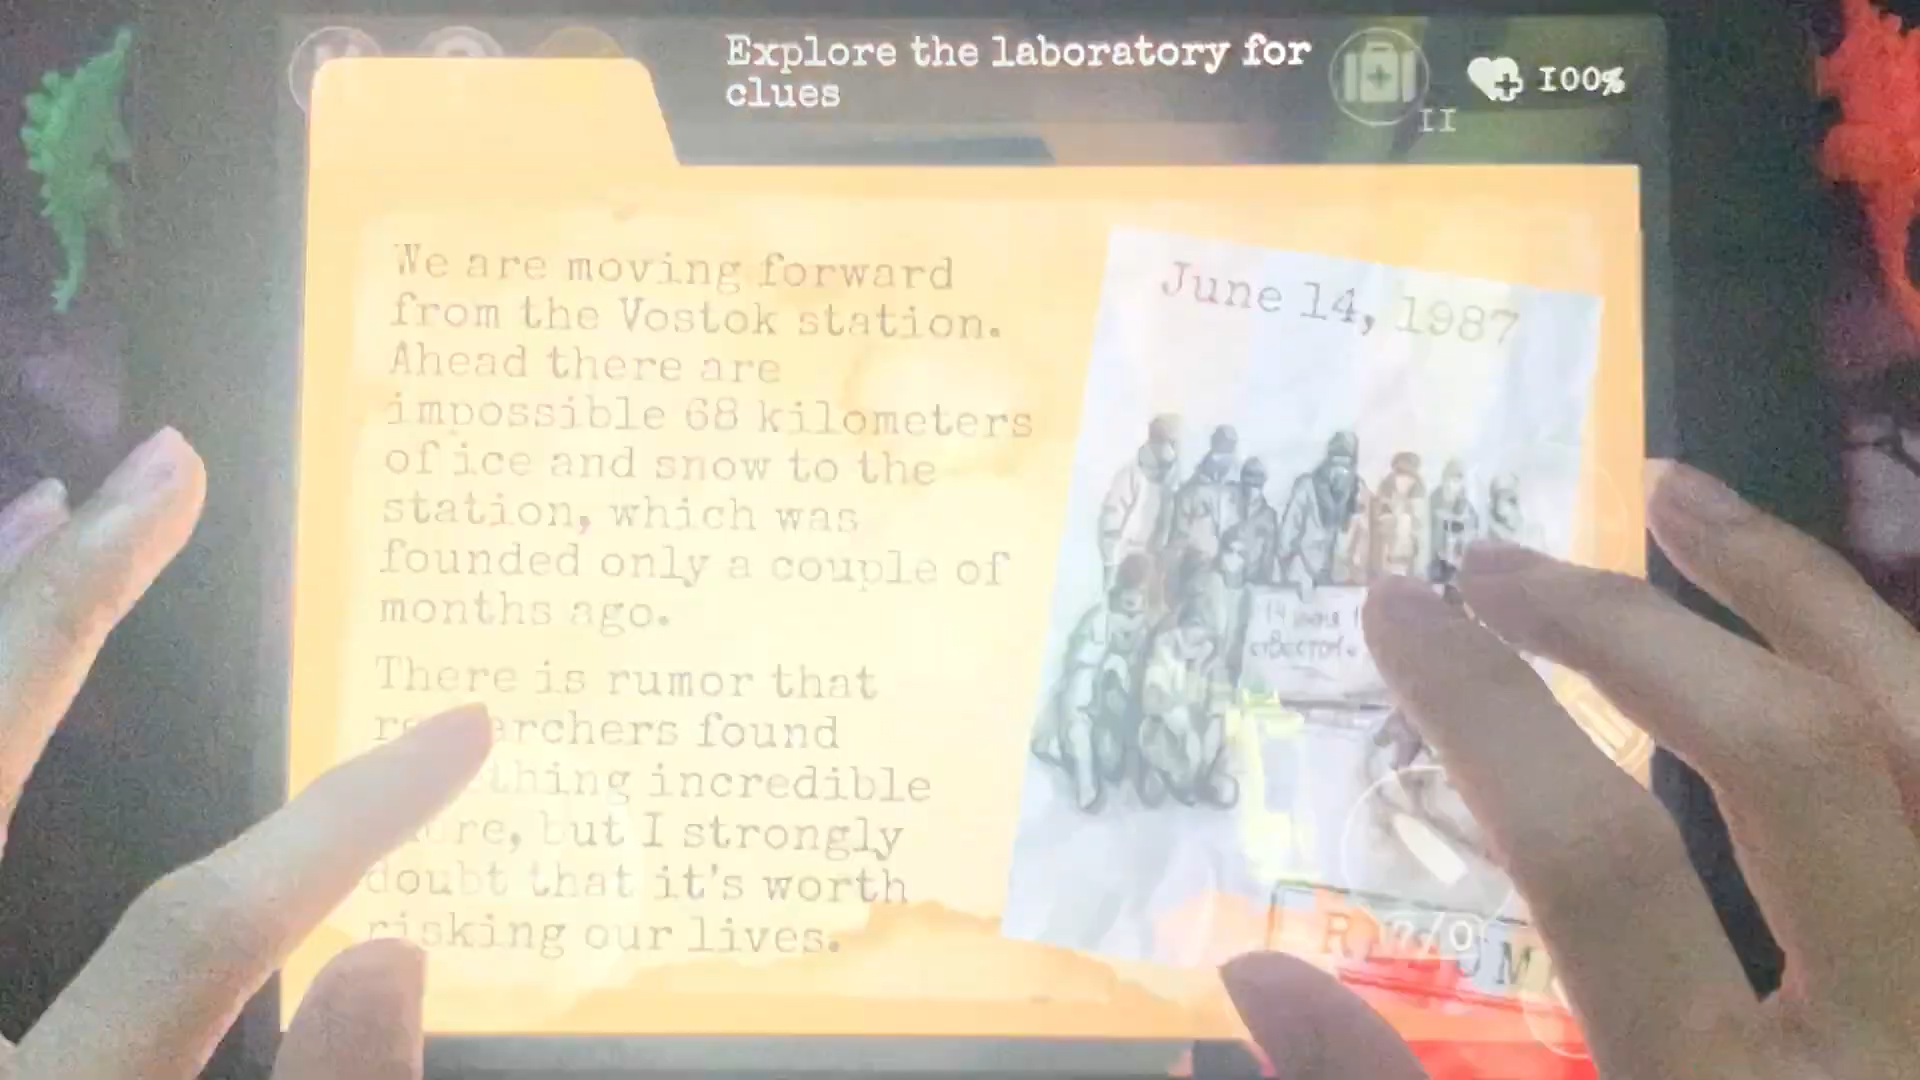 Explore the laboratory for
clues
II
100%
We are moving forward
from the Vostok station.
Ahead there are
impossible 68 kilometers
of ice and snow to the
station, which was
founded only a couple of
months ago.
There is rumor that
found
incredible
but I strongly
doubt that it's worth
risking our lives.
June 14, 1987